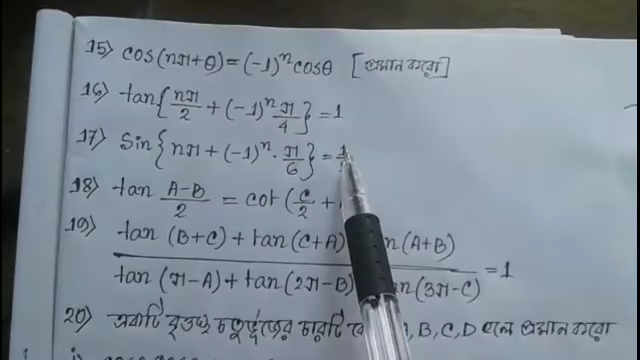 15) cos(nπ+θ)=(-1)ⁿcosθ [প্রমান করো]
16) tan{nπ/2 + (-1)ⁿ π/4} = 1
17) Sin{nπ + (-1)ⁿ · π/6} = 1/
18) tan A-B/2 = cot(C/2 +
19) tan(B+C) + tan(C+A) an(A+B) / tan(π-A) + tan(2π-B) an(3π-C) = 1
20) একটি বৃত্তস্থ চতুর্ভুজের চারটি A, B, C, D হলে প্রমান করো